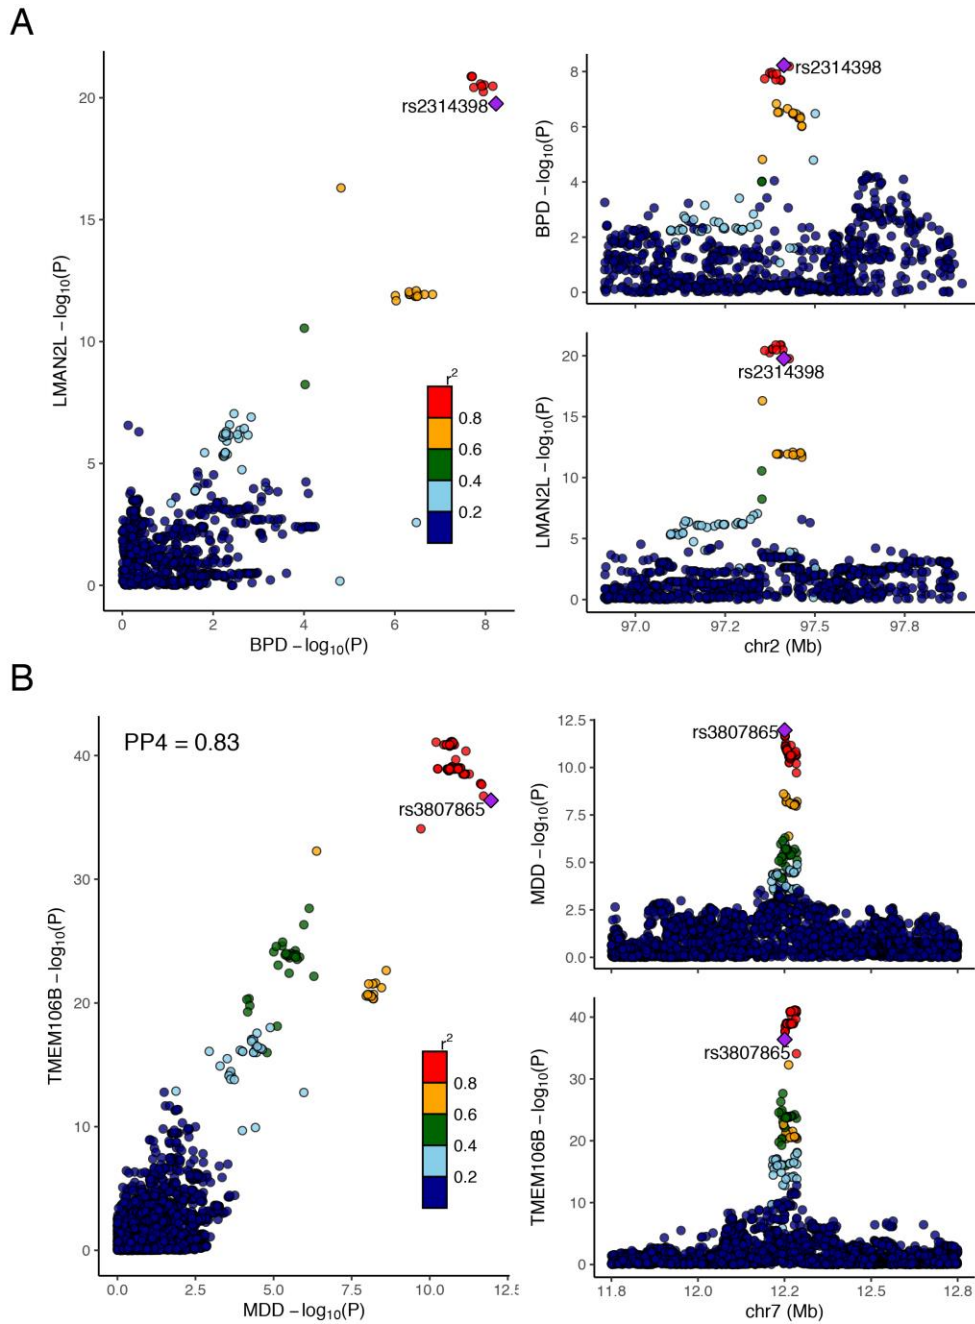 A
LMAN2L −log10(P)
20
15
10
5
0
rs2314398
r2
0.8
0.6
0.4
0.2
0 2 4 6 8
BPD −log10(P)
BPD −log10(P)
8
6
4
2
0
rs2314398
LMAN2L −log10(P)
20
15
10
5
0
rs2314398
97.0 97.2 97.5 97.8
chr2 (Mb)
B
PP4 = 0.83
TMEM106B −log10(P)
40
30
20
10
0
rs3807865
r2
0.8
0.6
0.4
0.2
0.0 2.5 5.0 7.5 10.0 12.5
MDD −log10(P)
MDD −log10(P)
12.5
10.0
7.5
5.0
2.5
0.0
rs3807865
TMEM106B −log10(P)
40
30
20
10
0
rs3807865
11.8 12.0 12.2 12.5 12.8
chr7 (Mb)